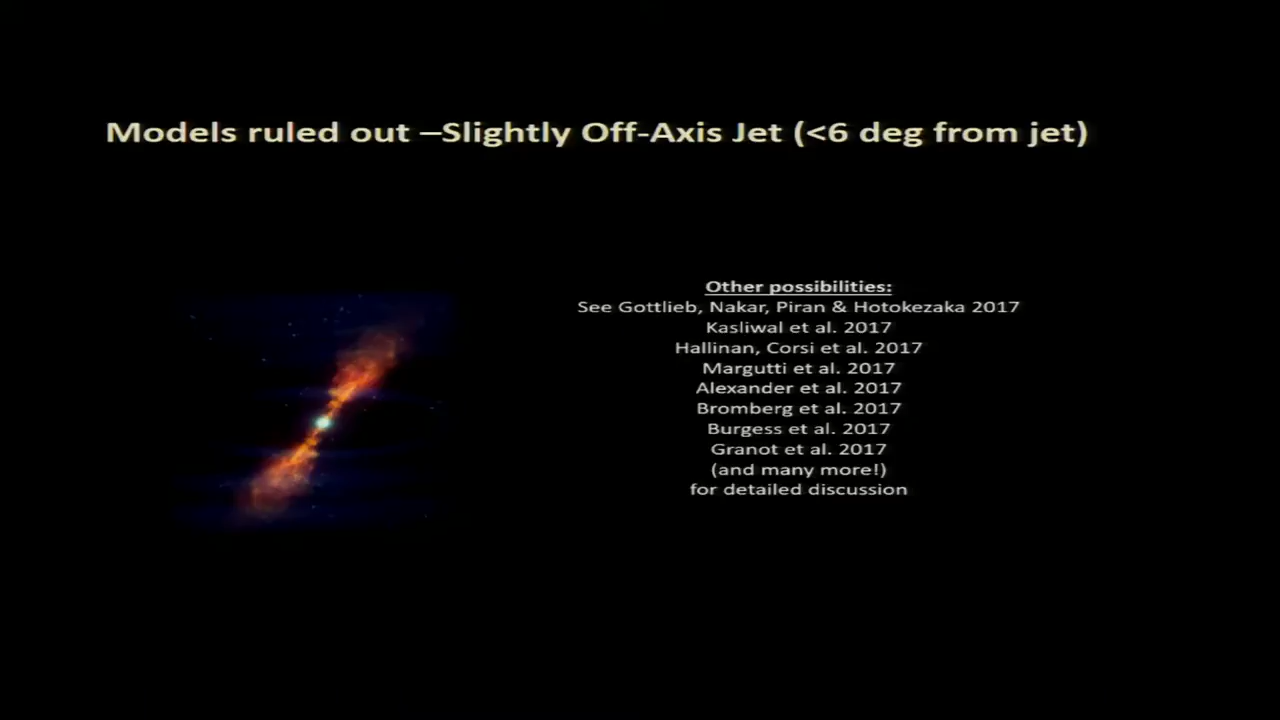 Models ruled out –Slightly Off-Axis Jet (<6 deg from jet)
Other possibilities:
See Gottlieb, Nakar, Piran & Hotokezaka 2017
Kasliwal et al. 2017
Hallinan, Corsi et al. 2017
Margutti et al. 2017
Alexander et al. 2017
Bromberg et al. 2017
Burgess et al. 2017
Granot et al. 2017
(and many more!)
for detailed discussion